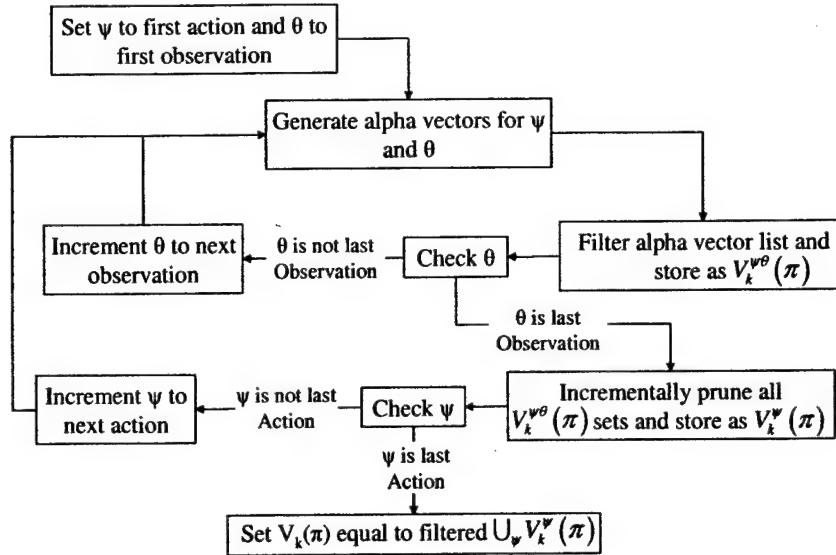 Set ψ to first action and θ to
first observation
Generate alpha vectors for ψ
and θ
Increment θ to next
observation
θ is not last
Observation
Check θ
Filter alpha vector list and
store as V_k^{ψθ}(π)
θ is last
Observation
Increment ψ to
next action
ψ is not last
Action
Check ψ
Incrementally prune all
V_k^{ψθ}(π) sets and store as V_k^ψ(π)
ψ is last
Action
Set V_k(π) equal to filtered ⋃_ψ V_k^ψ(π)